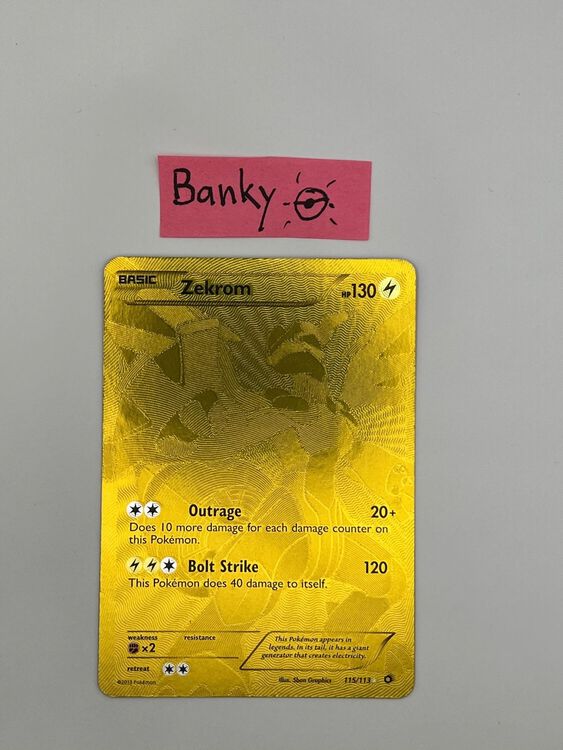 Banky
BASIC
Zekrom
HP130
Outrage 20+
Does 10 more damage for each damage counter on
this Pokémon.
Bolt Strike 120
This Pokémon does 40 damage to itself.
weakness resistance
×2
This Pokémon appears in
legends. In its tail, it has a giant
generator that creates electricity.
retreat
©2013 Pokémon
Illus. 5ban Graphics 115/113